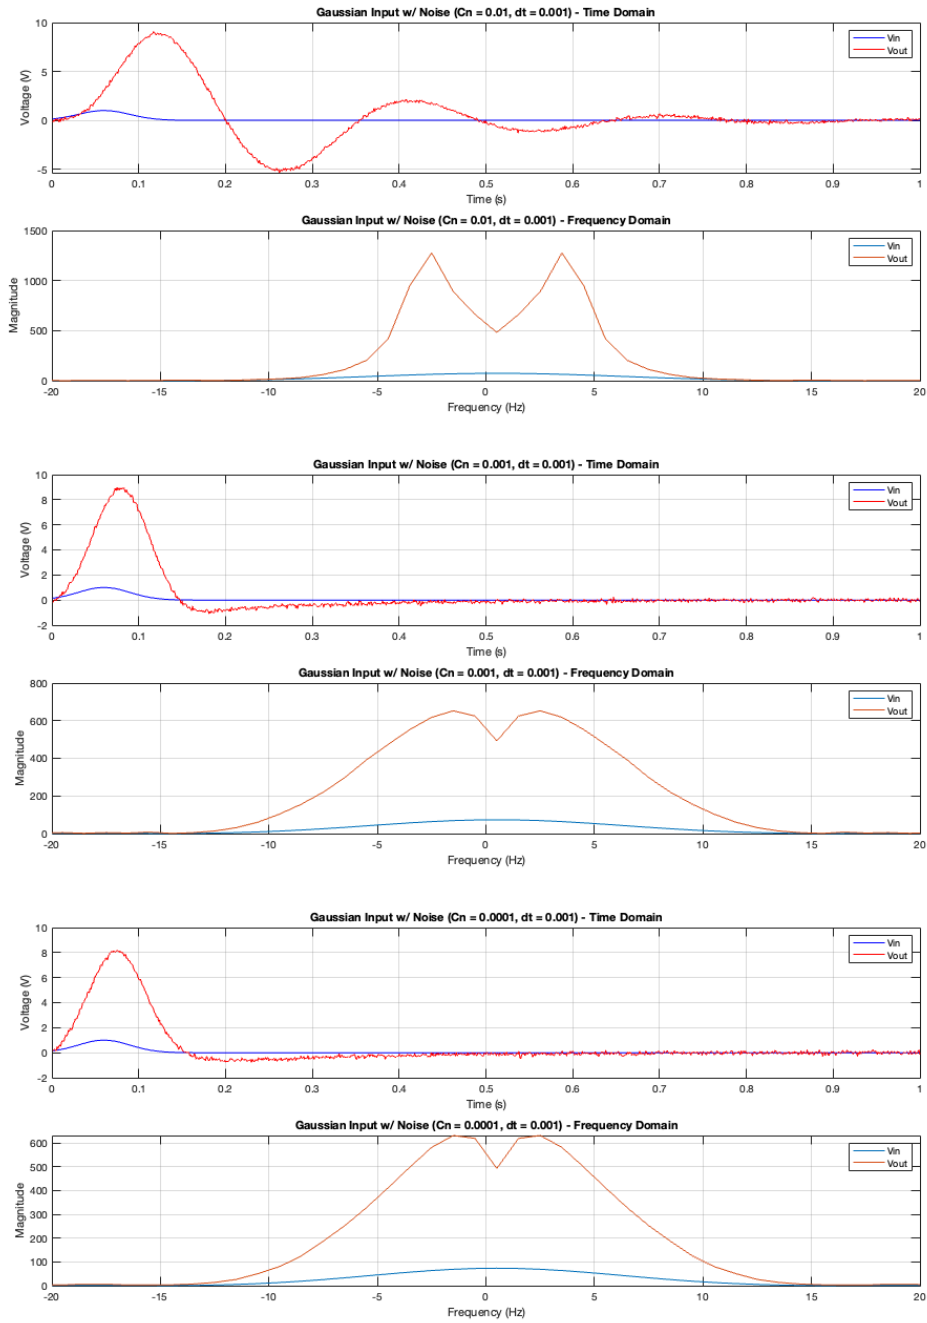 Gaussian Input w/ Noise (Cn = 0.01, dt = 0.001) - Time Domain
Voltage (V)
10
5
0
-5
Vin
Vout
0 0.1 0.2 0.3 0.4 0.5 0.6 0.7 0.8 0.9 1
Time (s)
Gaussian Input w/ Noise (Cn = 0.01, dt = 0.001) - Frequency Domain
Magnitude
1500
1000
500
0
Vin
Vout
-20 -15 -10 -5 0 5 10 15 20
Frequency (Hz)
Gaussian Input w/ Noise (Cn = 0.001, dt = 0.001) - Time Domain
Voltage (V)
10
8
6
4
2
0
-2
Vin
Vout
0 0.1 0.2 0.3 0.4 0.5 0.6 0.7 0.8 0.9 1
Time (s)
Gaussian Input w/ Noise (Cn = 0.001, dt = 0.001) - Frequency Domain
Magnitude
800
600
400
200
0
Vin
Vout
-20 -15 -10 -5 0 5 10 15 20
Frequency (Hz)
Gaussian Input w/ Noise (Cn = 0.0001, dt = 0.001) - Time Domain
Voltage (V)
10
8
6
4
2
0
-2
Vin
Vout
0 0.1 0.2 0.3 0.4 0.5 0.6 0.7 0.8 0.9 1
Time (s)
Gaussian Input w/ Noise (Cn = 0.0001, dt = 0.001) - Frequency Domain
Magnitude
600
500
400
300
200
100
0
Vin
Vout
-20 -15 -10 -5 0 5 10 15 20
Frequency (Hz)